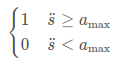 1 s̈ ≥ a_max
0 s̈ < a_max